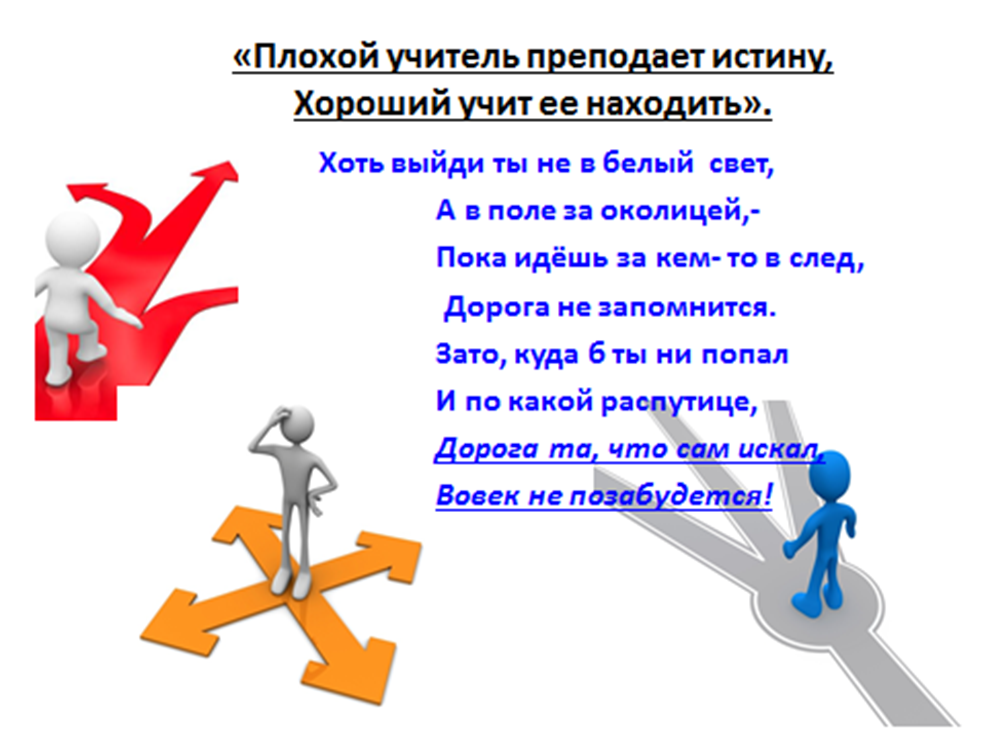 «Плохой учитель преподает истину,
Хороший учит ее находить».
Хоть выйди ты не в белый свет,
А в поле за околицей,-
Пока идёшь за кем- то в след,
Дорога не запомнится.
Зато, куда б ты ни попал
И по какой распутице,
Дорога та, что сам искал,
Вовек не позабудется!